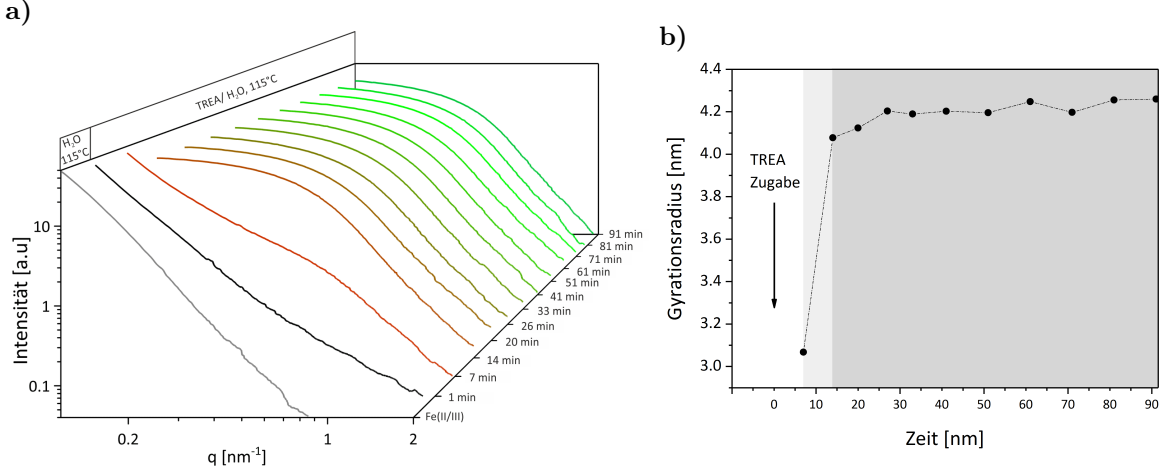 a)
H₂O
115°C
TREA/ H₂O, 115°C
Intensität [a.u]
10
1
0.1
0.2
1
2
q [nm⁻¹]
Fe(II/III)
1 min
7 min
14 min
20 min
26 min
33 min
41 min
51 min
61 min
71 min
81 min
91 min
b)
Gyrationsradius [nm]
4.4
4.2
4.0
3.8
3.6
3.4
3.2
3.0
TREA
Zugabe
0 10 20 30 40 50 60 70 80 90
Zeit [nm]